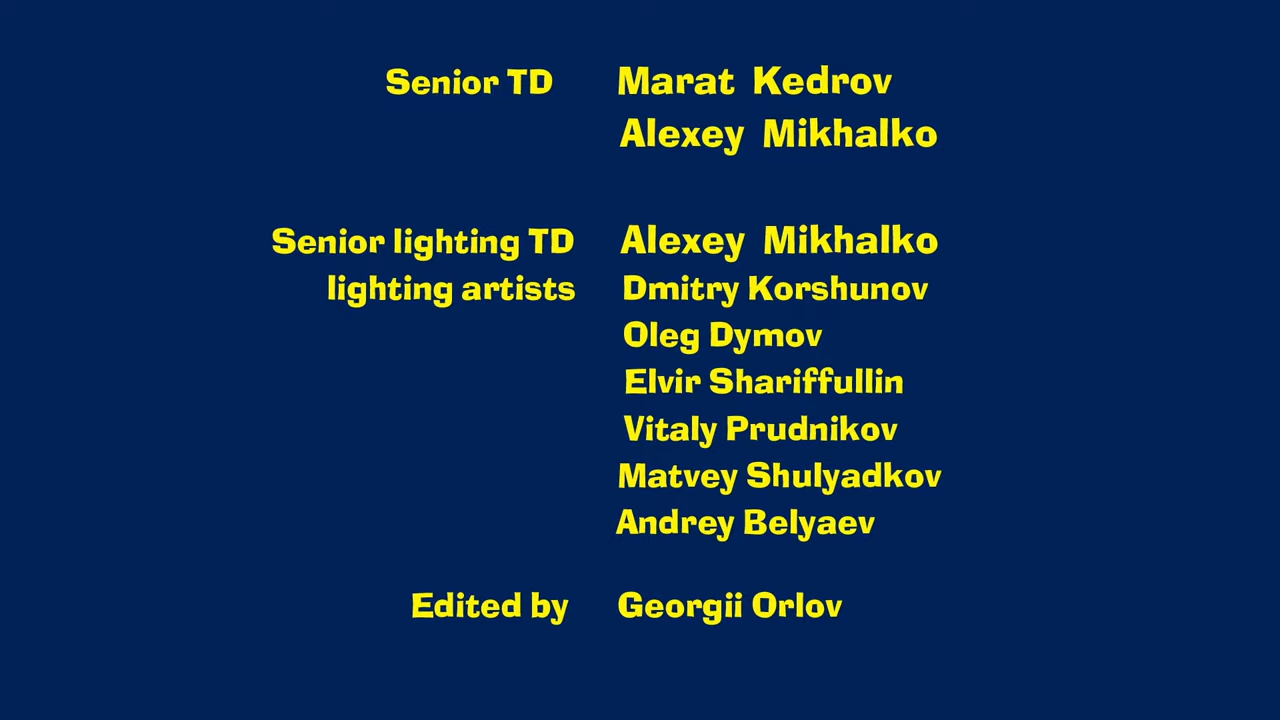 Senior TD Marat Kedrov
Alexey Mikhalko
Senior lighting TD Alexey Mikhalko
lighting artists Dmitry Korshunov
Oleg Dymov
Elvir Shariffullin
Vitaly Prudnikov
Matvey Shulyadkov
Andrey Belyaev
Edited by Georgii Orlov